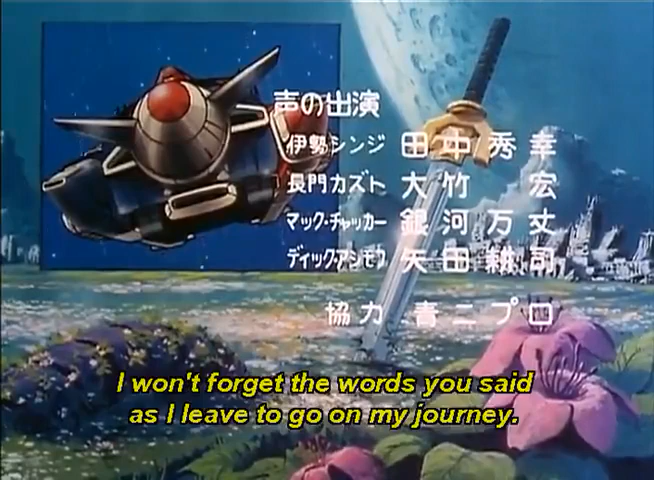 声の出演
伊勢シンジ 田中秀幸
長門カズト 大竹 宏
マック・チャッカー 銀河万丈
ディック・アシモフ 矢田耕司
協力 青二プロ
I won't forget the words you said
as I leave to go on my journey.